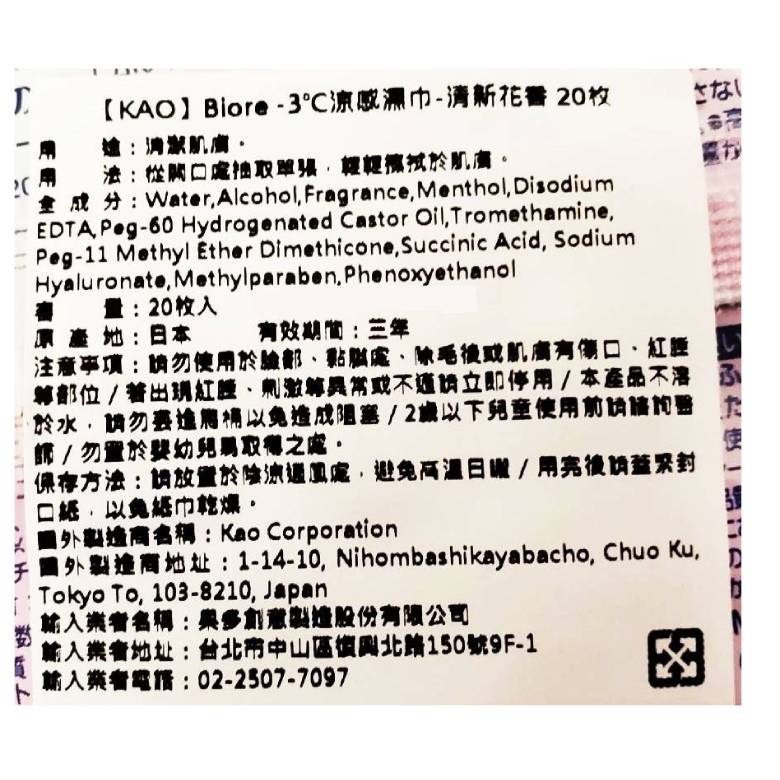 【KAO】Biore -3°C涼感濕巾-清新花香 20枚
用 途：清潔肌膚。
用 法：從開口處抽取單張，輕輕擦拭於肌膚。
全 成 分：Water,Alcohol,Fragrance,Menthol,Disodium
EDTA,Peg-60 Hydrogenated Castor Oil,Tromethamine,
Peg-11 Methyl Ether Dimethicone,Succinic Acid, Sodium
Hyaluronate,Methylparaben,Phenoxyethanol
容 量：20枚入
原 產 地：日本 有效期間：三年
注意事項：請勿使用於臉部、黏膜處、除毛後或肌膚有傷口、紅腫
等部位/若出現紅腫、刺激等異常或不適請立即停用/本產品不溶
於水，請勿丟進馬桶以免造成阻塞/2歲以下兒童使用前請諮詢醫
師/勿置於嬰幼兒易取得之處。
保存方法：請放置於陰涼通風處，避免高溫日曬/用完後請蓋緊封
口紙，以免紙巾乾燥。
國外製造商名稱：Kao Corporation
國外製造商地址：1-14-10, Nihombashikayabacho, Chuo Ku,
Tokyo To, 103-8210, Japan
輸入業者名稱：奧多創意製造股份有限公司
輸入業者地址：台北市中山區復興北路150號9F-1
輸入業者電話：02-2507-7097